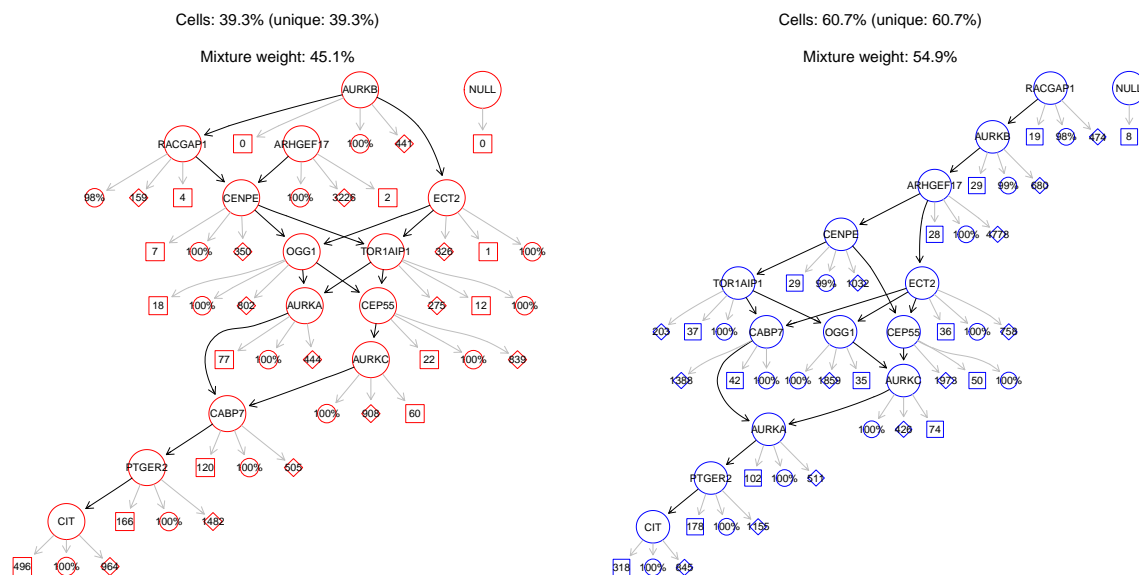 Cells: 39.3% (unique: 39.3%)
Mixture weight: 45.1%
AURKB NULL
RACGAP1 0 ARHGEF17 100% 441 0
98% 159 4 CENPE 100% 3226 2 ECT2
7 100% 350 OGG1 TOR1AIP1 326 1 100%
18 100% 802 AURKA CEP55 275 12 100%
77 100% 444 AURKC 22 100% 839
CABP7 100% 908 60
PTGER2 120 100% 505
CIT 166 100% 1482
496 100% 964
Cells: 60.7% (unique: 60.7%)
Mixture weight: 54.9%
RACGAP1 NULL
AURKB 19 98% 474 8
ARHGEF17 29 99% 680
CENPE 28 100% 4778
TOR1AIP1 29 99% 1032 ECT2
203 37 100% CABP7 OGG1 CEP55 36 100% 758
1388 42 100% 100% 1859 35 AURKC 1973 50 100%
AURKA 100% 426 74
PTGER2 102 100% 511
CIT 178 100% 1155
318 100% 645